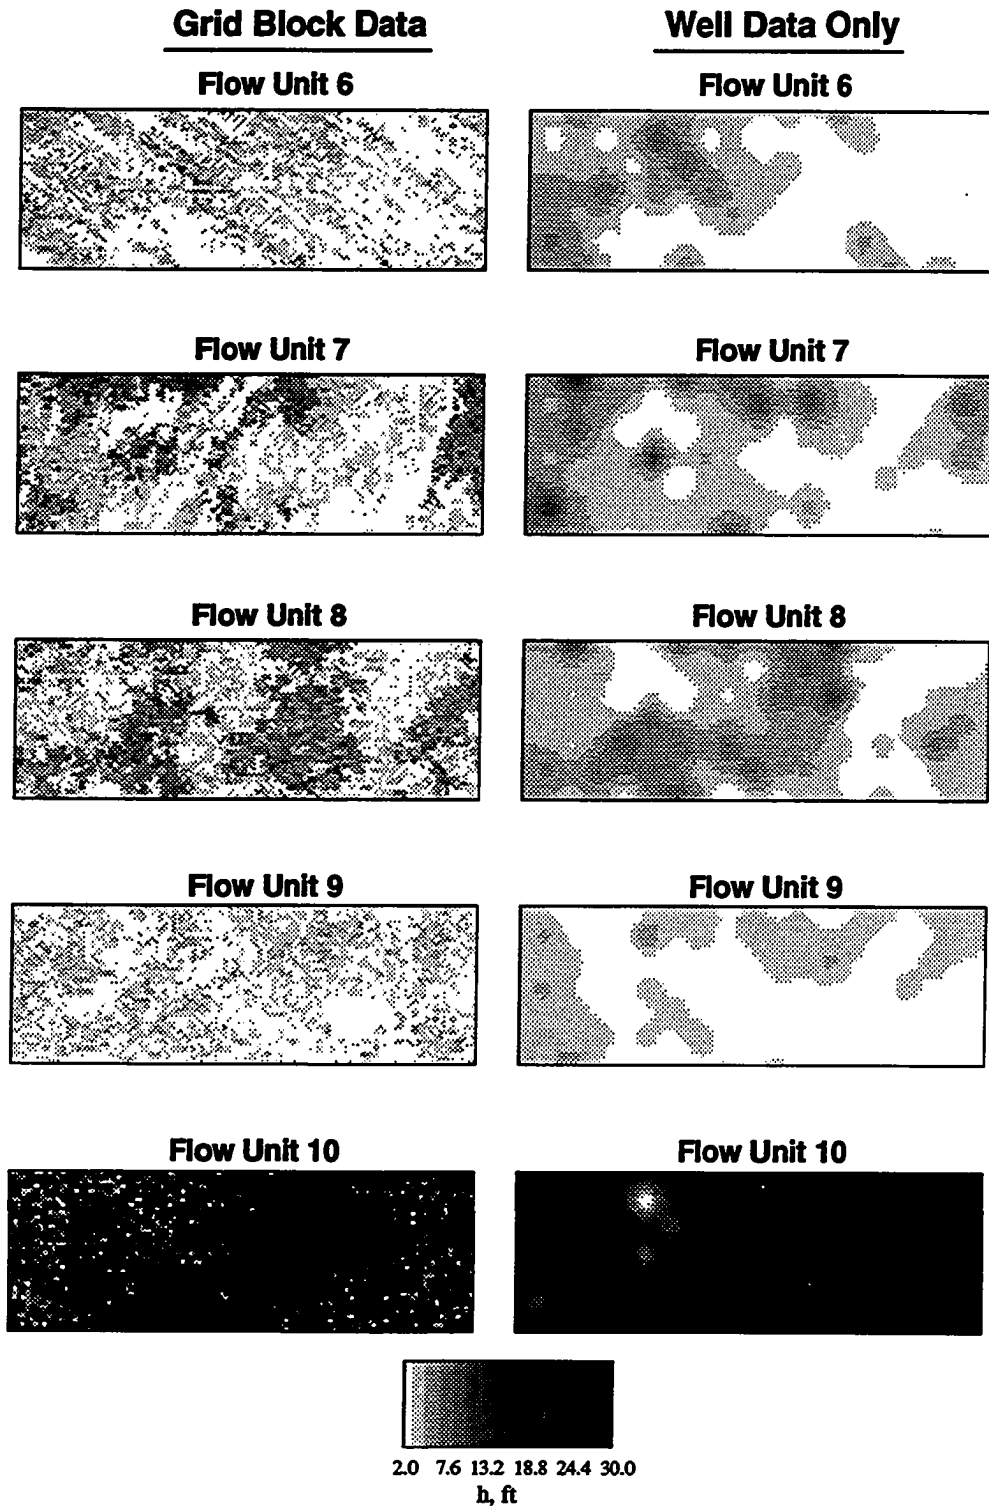 Grid Block Data
Well Data Only
Flow Unit 6
Flow Unit 6
Flow Unit 7
Flow Unit 7
Flow Unit 8
Flow Unit 8
Flow Unit 9
Flow Unit 9
Flow Unit 10
Flow Unit 10
2.0 7.6 13.2 18.8 24.4 30.0
h, ft